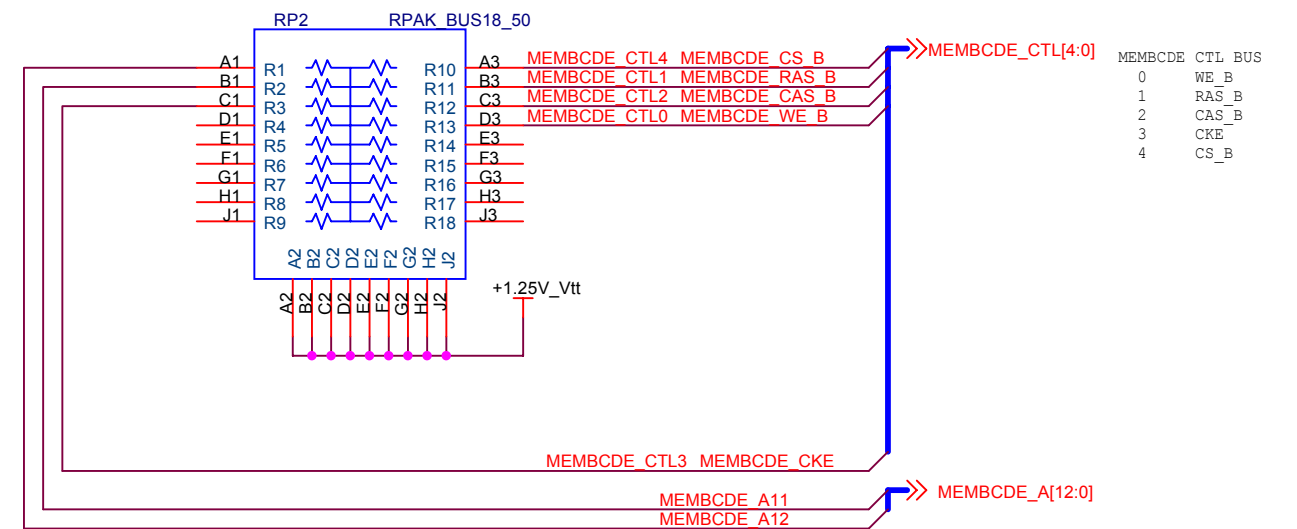 RP2 RPAK_BUS18_50
A1 R1 R10 A3 MEMBCDE_CTL4 MEMBCDE_CS_B
B1 R2 R11 B3 MEMBCDE_CTL1 MEMBCDE_RAS_B
C1 R3 R12 C3 MEMBCDE_CTL2 MEMBCDE_CAS_B
D1 R4 R13 D3 MEMBCDE_CTL0 MEMBCDE_WE_B
E1 R5 R14 E3
F1 R6 R15 F3
G1 R7 R16 G3
H1 R8 R17 H3
J1 R9 R18 J3
A2 B2 C2 D2 E2 F2 G2 H2 J2
A2 B2 C2 D2 E2 F2 G2 H2 J2
+1.25V_Vtt
MEMBCDE_CTL[4:0]
MEMBCDE CTL BUS
0 WE_B
1 RAS_B
2 CAS_B
3 CKE
4 CS_B
MEMBCDE_CTL3 MEMBCDE_CKE
MEMBCDE_A[12:0]
MEMBCDE_A11
MEMBCDE_A12